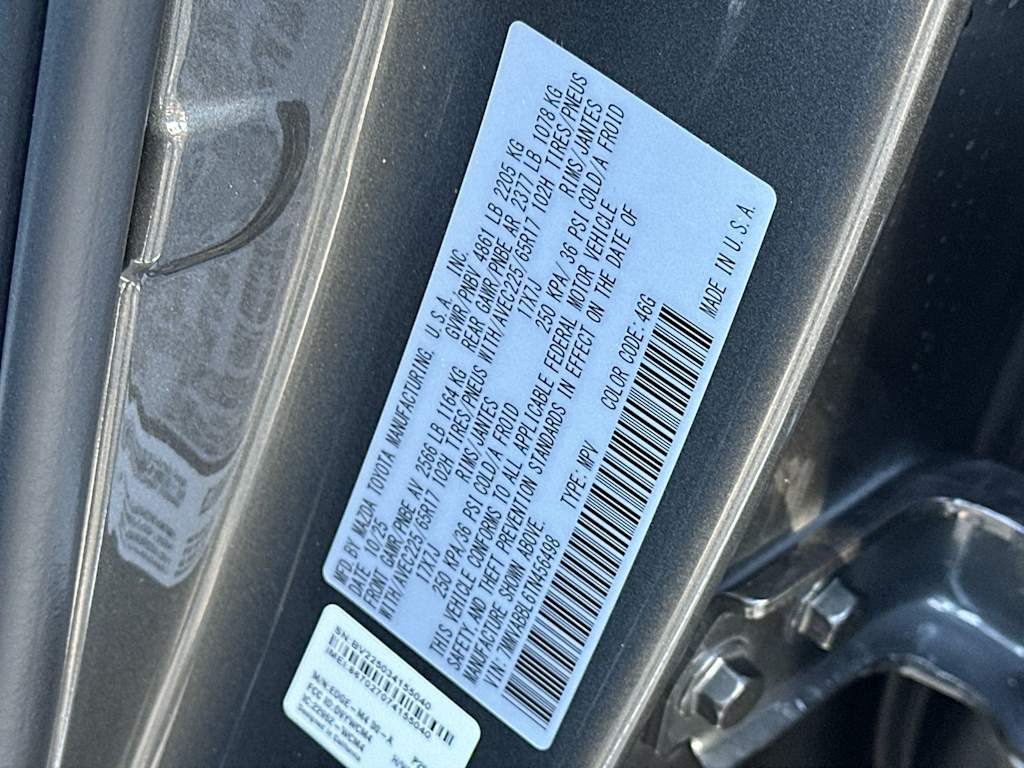 MFD BY MAZDA TOYOTA MANUFACTURING, U.S.A., INC.
DATE: 10/25 GVWR/PNBV 4861 LB 2205 KG
FRONT GAWR/PNBE AV 2566 LB 1164 KG REAR GAWR/PNBE AR 2377 LB 1078 KG
WITH/AVEC225/65R17 102H TIRES/PNEUS WITH/AVEC225/65R17 102H TIRES/PNEUS
17X7J RIMS/JANTES 17X7J RIMS/JANTES
250 KPA/36 PSI COLD/A FROID 250 KPA/ 36 PSI COLD/A FROID
THIS VEHICLE CONFORMS TO ALL APPLICABLE FEDERAL MOTOR VEHICLE
SAFETY AND THEFT PREVENTION STANDARDS IN EFFECT ON THE DATE OF
MANUFACTURE SHOWN ABOVE.
V/N: 7MMVABBL6TN456498 TYPE: MPV COLOR CODE: 46G
MADE IN U.S.A.
SN:BV225034155040